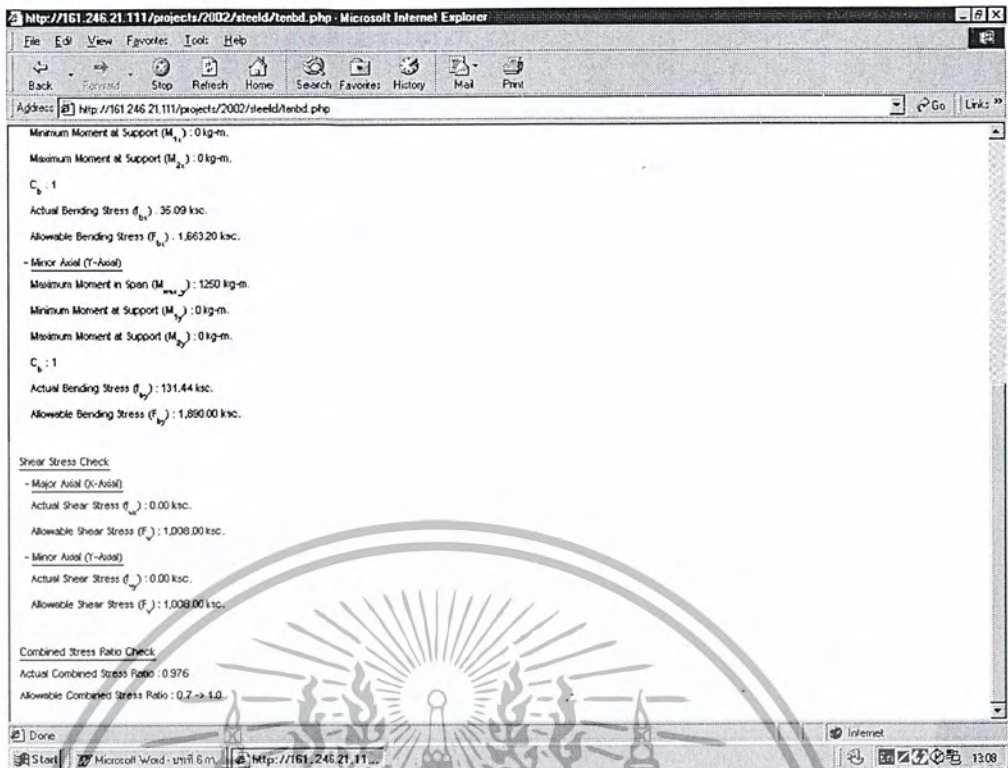 http://161.246.21.111/projects/2002/steeld/tenbd.php - Microsoft Internet Explorer
File Edit View Favorites Tools Help
Back Forward Stop Refresh Home Search Favorites History Mail Print
Address http://161.246.21.111/projects/2002/steeld/tenbd.php Go Links »
Minimum Moment at Support (M1x) : 0 kg-m.
Maximum Moment at Support (M2x) : 0 kg-m.
Cb : 1
Actual Bending Stress (fbx) : 35.09 ksc.
Allowable Bending Stress (Fbx) : 1,663.20 ksc.
- Minor Axial (Y-Axial)
Maximum Moment in Span (Mmax_y) : 1250 kg-m.
Minimum Moment at Support (M1y) : 0 kg-m.
Maximum Moment at Support (M2y) : 0 kg-m.
Cb : 1
Actual Bending Stress (fby) : 131.44 ksc.
Allowable Bending Stress (Fby) : 1,890.00 ksc.
Shear Stress Check
- Major Axial (X-Axial)
Actual Shear Stress (fvx) : 0.00 ksc.
Allowable Shear Stress (Fv) : 1,008.00 ksc.
- Minor Axial (Y-Axial)
Actual Shear Stress (fvy) : 0.00 ksc.
Allowable Shear Stress (Fv) : 1,008.00 ksc.
Combined Stress Ratio Check
Actual Combined Stress Ratio : 0.976
Allowable Combined Stress Ratio : 0.7 -> 1.0
Done Internet
Start Microsoft Word - บทที่ 6 http://161.246.21.11... En 13:08